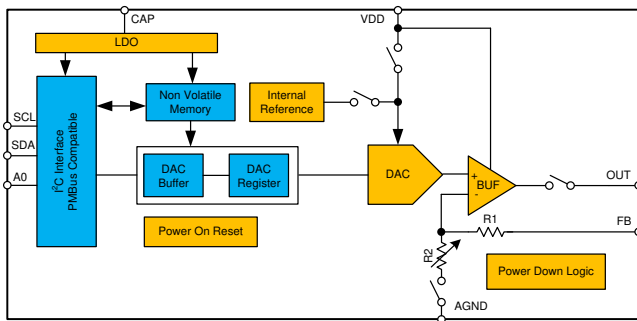 CAP
VDD
LDO
Non Volatile
Memory
Internal
Reference
SCL
SDA
A0
I²C Interface
PMBus Compatible
DAC
Buffer
DAC
Register
DAC
+
-
BUF
OUT
Power On Reset
R1
FB
R2
Power Down Logic
AGND